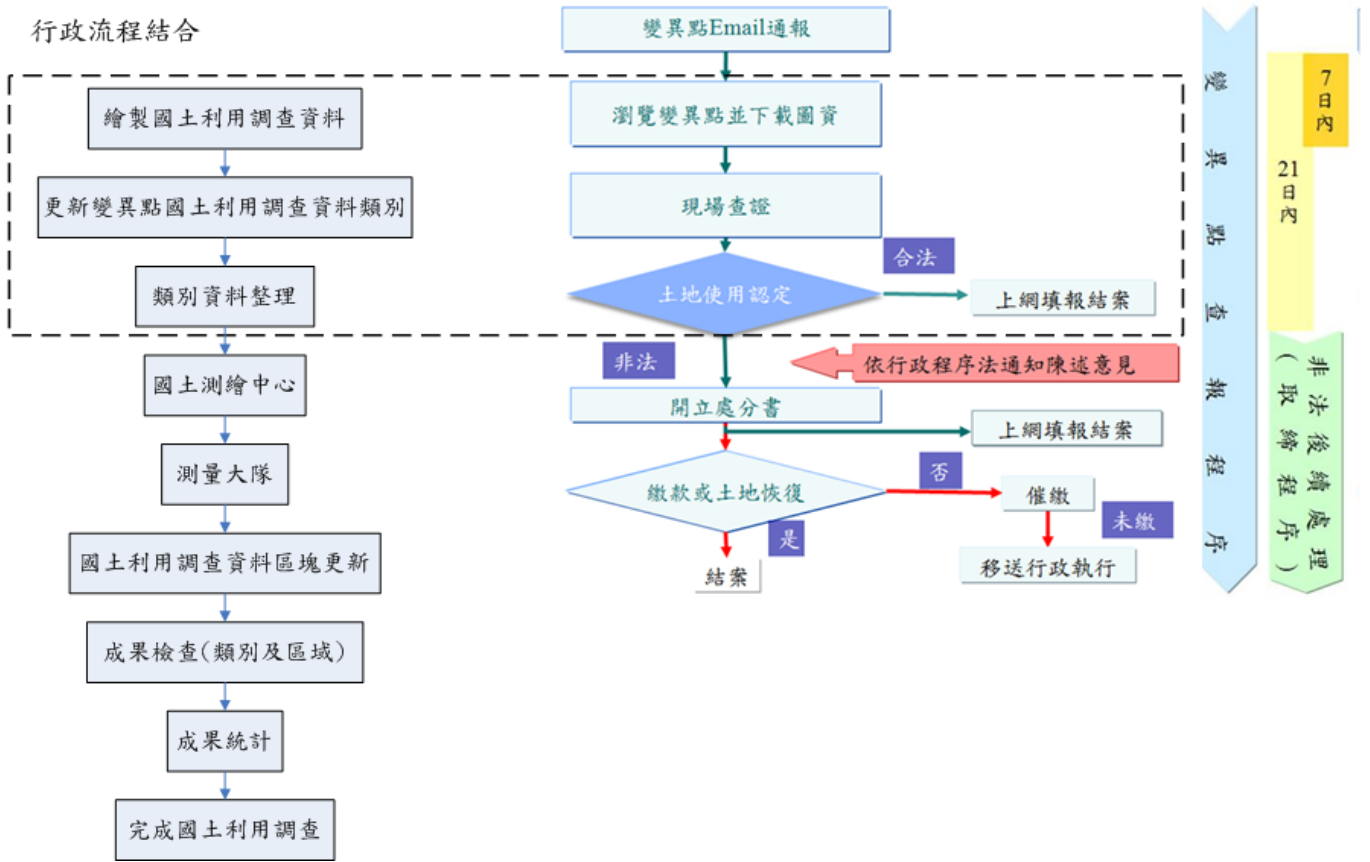 行政流程結合
繪製國土利用調查資料
更新變異點國土利用調查資料類別
類別資料整理
國土測繪中心
測量大隊
國土利用調查資料區塊更新
成果檢查(類別及區域)
成果統計
完成國土利用調查
變異點Email通報
瀏覽變異點並下載圖資
現場查證
土地使用認定
合法
上網填報結案
非法
依行政程序法通知陳述意見
開立處分書
上網填報結案
繳款或土地恢復
否
催繳
未繳
移送行政執行
是
結案
變異點查報程序
7日內
21日內
非法後續處理
(取締程序)